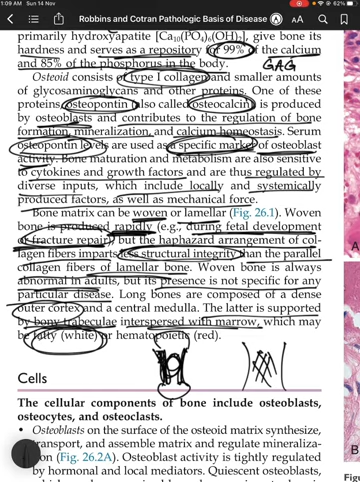 1:09 AM Sun 14 Nov
62%
Robbins and Cotran Pathologic Basis of Disease
AA
primarily hydroxyapatite [Ca10(PO4)6(OH)2], give bone its
hardness and serves as a repository for 99% of the calcium
and 85% of the phosphorus in the body.
GAG
Osteoid consists of type I collagen and smaller amounts
of glycosaminoglycans and other proteins. One of these
proteins, osteopontin (also called osteocalcin), is produced
by osteoblasts and contributes to the regulation of bone
formation, mineralization, and calcium homeostasis. Serum
osteopontin levels are used as a specific marker of osteoblast
activity. Bone maturation and metabolism are also sensitive
to cytokines and growth factors and are thus regulated by
diverse inputs, which include locally and systemically
produced factors, as well as mechanical force.
Bone matrix can be woven or lamellar (Fig. 26.1). Woven
bone is produced rapidly (e.g., during fetal development
or fracture repair), but the haphazard arrangement of col-
lagen fibers imparts less structural integrity than the parallel
collagen fibers of lamellar bone. Woven bone is always
abnormal in adults, but its presence is not specific for any
particular disease. Long bones are composed of a dense
outer cortex and a central medulla. The latter is supported
by bony trabeculae interspersed with marrow, which may
be fatty (white) or hematopoietic (red).
Cells
The cellular components of bone include osteoblasts,
osteocytes, and osteoclasts.
• Osteoblasts on the surface of the osteoid matrix synthesize,
transport, and assemble matrix and regulate mineraliza-
tion (Fig. 26.2A). Osteoblast activity is tightly regulated
by hormonal and local mediators. Quiescent osteoblasts,
A
B
Figu